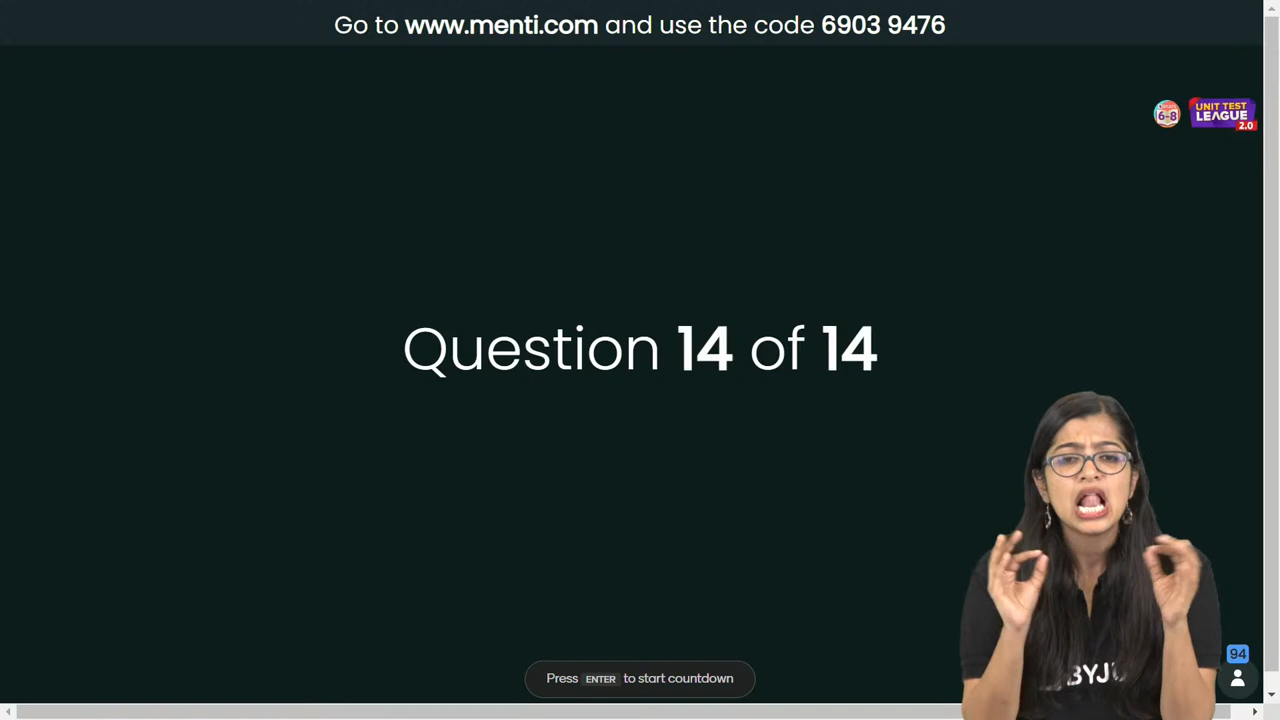 Go to www.menti.com and use the code 6903 9476
6-8
UNIT TEST
LEAGUE
2.0
Question 14 of 14
Press ENTER to start countdown
94
BYJU